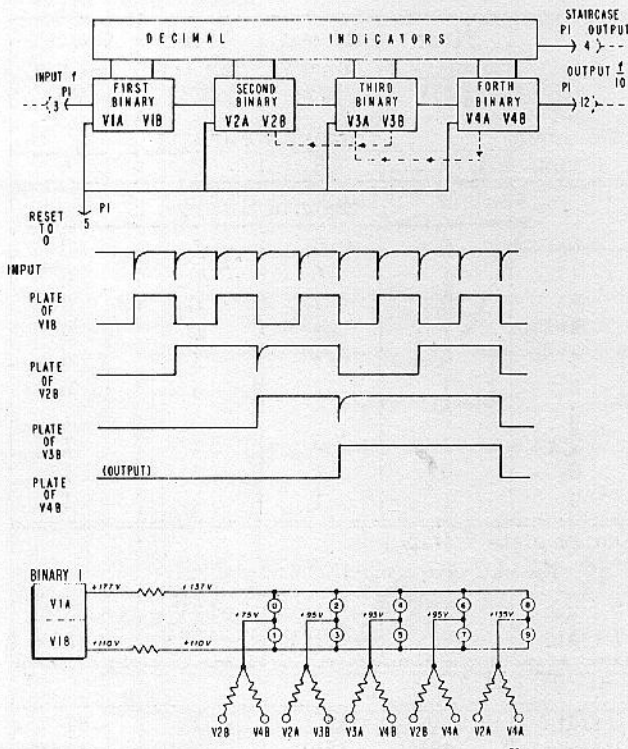 STAIRCASE
PI OUTPUT
4
DECIMAL INDICATORS
INPUT f
PI
3
FIRST
BINARY
V1A V1B
SECOND
BINARY
V2A V2B
THIRD
BINARY
V3A V3B
FORTH
BINARY
V4A V4B
OUTPUT f/10
PI
12
RESET
TO
0
PI
5
INPUT
PLATE
OF
V1B
PLATE
OF
V2B
PLATE
OF
V3B
(OUTPUT)
PLATE
OF
V4B
BINARY I
V1A
V1B
+177V +137V
+110V +110V
+75V +95V +95V +95V +135V
0 2 4 6 8
1 3 5 7 9
V2B V4B V2A V3B V3A V4B V2B V4A V2A V4A